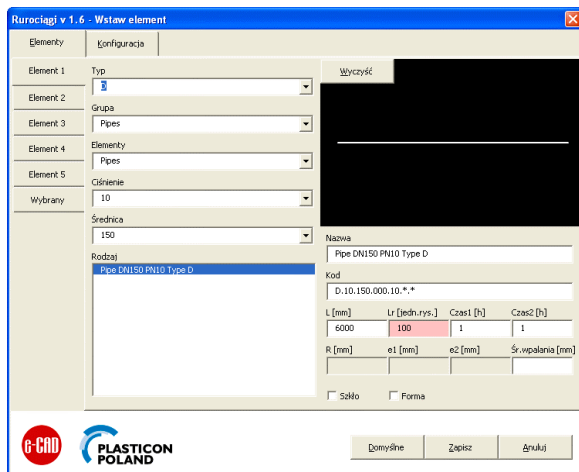 Rurociągi v 1.6 - Wstaw element
Elementy
Konfiguracja
Element 1
Element 2
Element 3
Element 4
Element 5
Wybrany
Typ
D
Grupa
Pipes
Elementy
Pipes
Ciśnienie
10
Średnica
150
Rodzaj
Pipe DN150 PN10 Type D
Wyczyść
Nazwa
Pipe DN150 PN10 Type D
Kod
D.10.150.000.10.*.*
L [mm] Lr [jedn.rys.] Czas1 [h] Czas2 [h]
6000 100 1 1
R [mm] e1 [mm] e2 [mm] Śr.wpalania [mm]
Szkło Forma
e-CAD
PLASTICON
POLAND
Domyślne Zapisz Anuluj